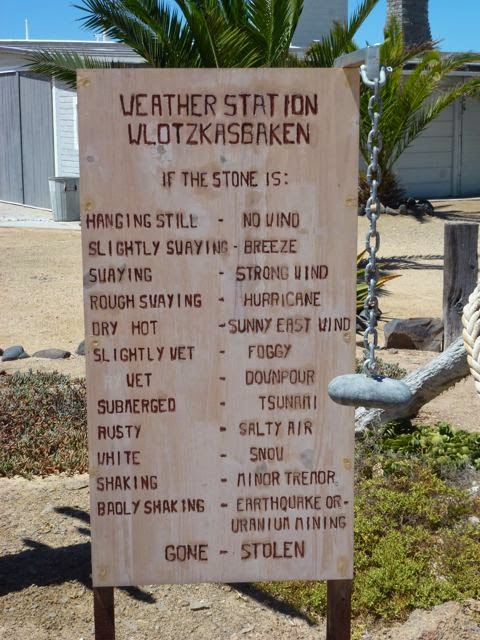 WEATHER STATION
WLOTZKASBAKEN
IF THE STONE IS:
HANGING STILL - NO WIND
SLIGHTLY SWAYING - BREEZE
SWAYING - STRONG WIND
ROUGH SWAYING - HURRICANE
DRY HOT - SUNNY EAST WIND
SLIGHTLY WET - FOGGY
WET - DOWNPOUR
SUBMERGED - TSUNAMI
RUSTY - SALTY AIR
WHITE - SNOW
SHAKING - MINOR TREMOR
BADLY SHAKING - EARTHQUAKE OR-
URANIUM MINING
GONE - STOLEN